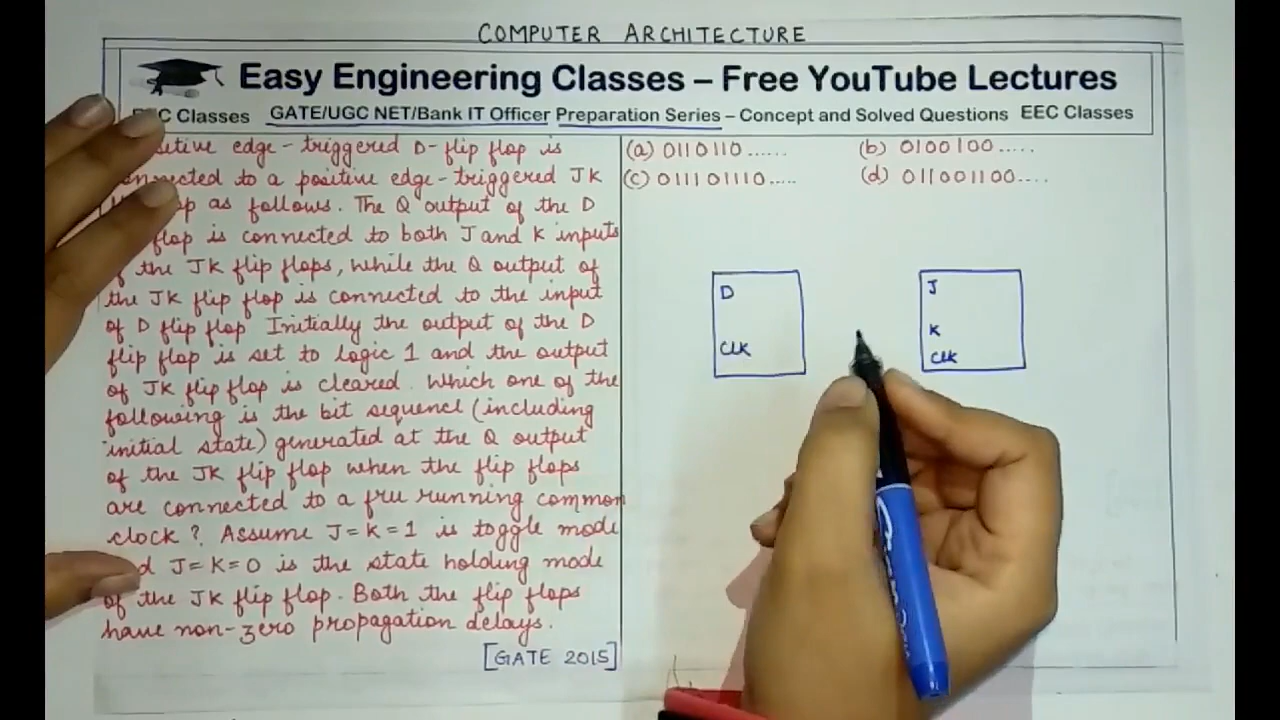 COMPUTER ARCHITECTURE
Easy Engineering Classes – Free YouTube Lectures
EEC Classes GATE/UGC NET/Bank IT Officer Preparation Series – Concept and Solved Questions EEC Classes
edge-triggered D-flip flop is
connected to a positive edge-triggered JK
as follows. The Q output of the D
flop is connected to both J and K inputs
the JK flip flops, while the Q output of
the JK flip flop is connected to the input
of D flip flop Initially the output of the D
flip flop is set to logic 1 and the output
of JK flip flop is cleared. Which one of the
following is the bit sequence (including
initial state) generated at the Q output
of the JK flip flop when the flip flops
are connected to a free running common
clock? Assume J=K=1 is toggle mode
J=K=0 is the state holding mode
of the JK flip flop. Both the flip flops
have non-zero propagation delays.
[GATE 2015]
(a) 0110110...... (b) 0100100.....
(c) 011101110..... (d) 011001100....
D
CLK
J
K
CLK